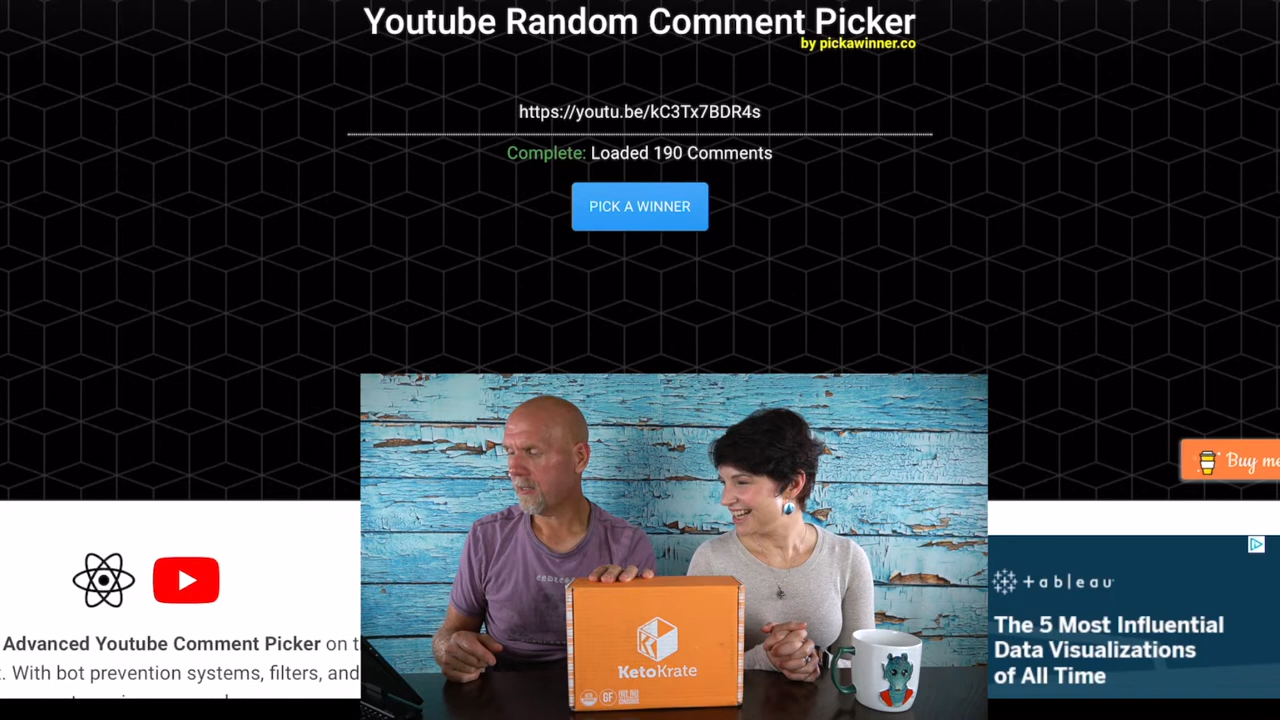 Youtube Random Comment Picker
by pickawinner.co
https://youtu.be/kC3Tx7BDR4s
Complete: Loaded 190 Comments
PICK A WINNER
Buy me
Advanced Youtube Comment Picker on t
. With bot prevention systems, filters, and
KetoKrate
GF
tableau
The 5 Most Influential
Data Visualizations
of All Time